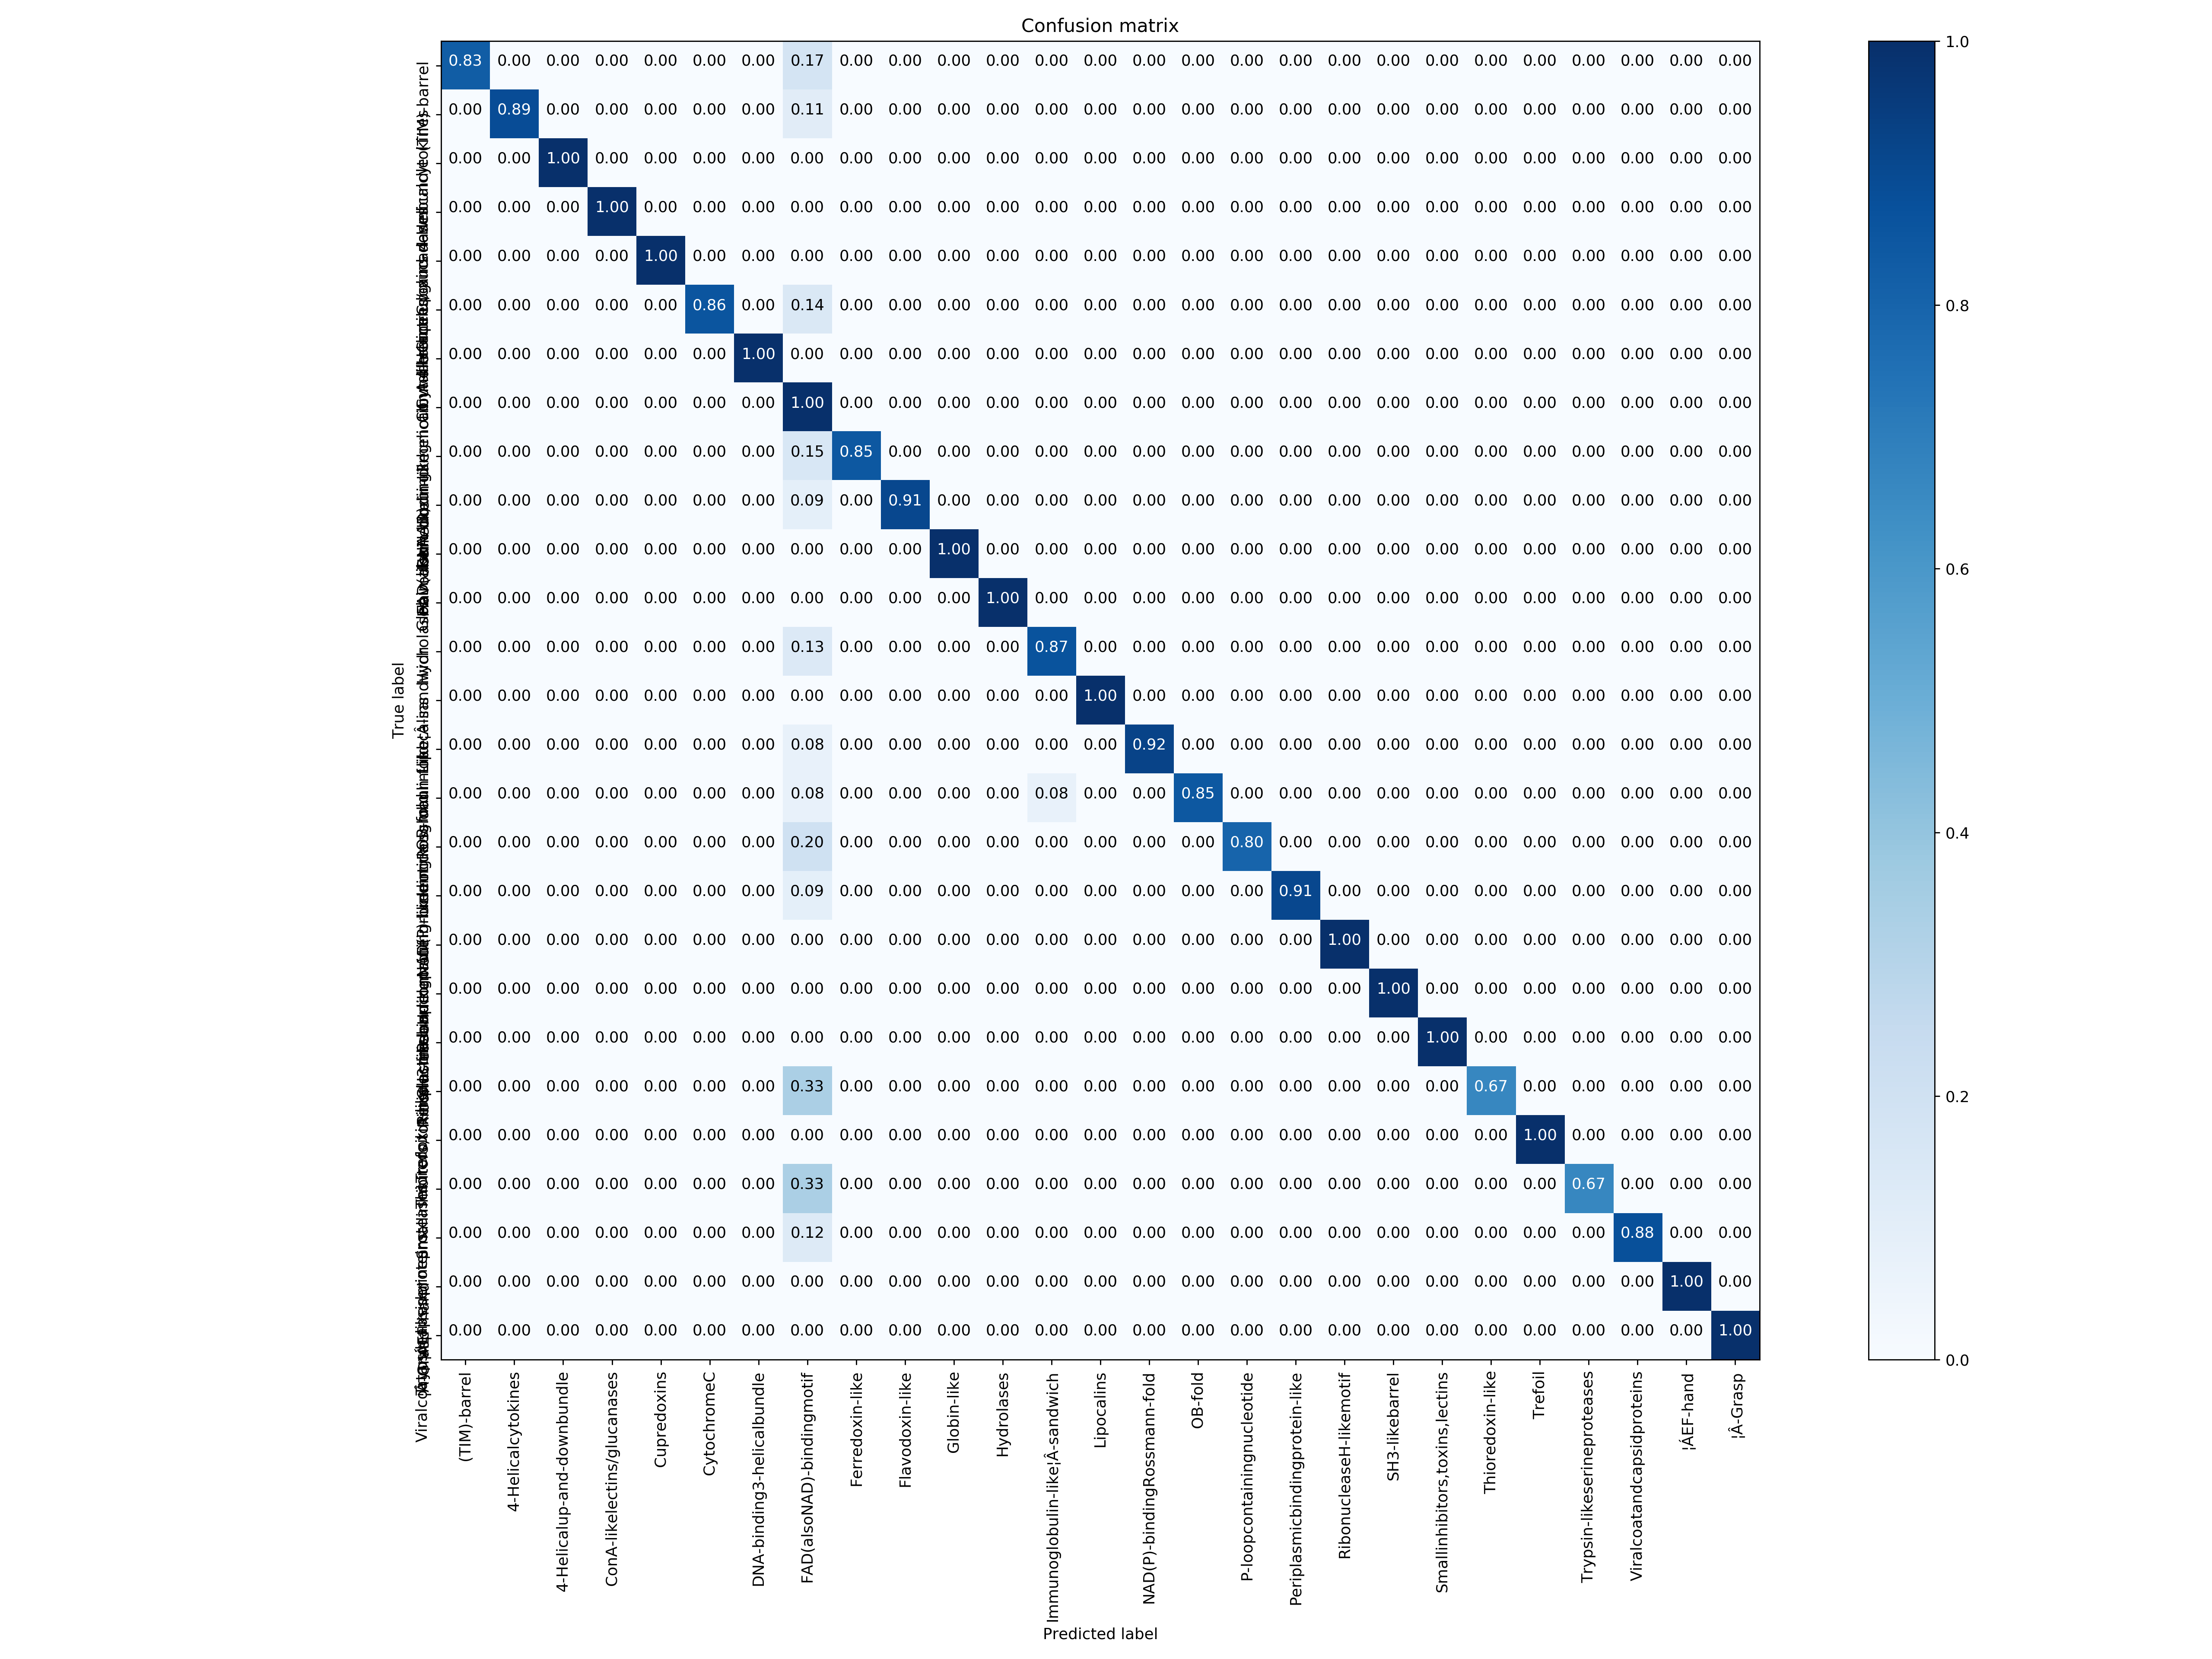 Confusion matrix
0.83 0.00 0.00 0.00 0.00 0.00 0.00 0.17 0.00 0.00 0.00 0.00 0.00 0.00 0.00 0.00 0.00 0.00 0.00 0.00 0.00 0.00 0.00 0.00 0.00 0.00 0.00
0.00 0.89 0.00 0.00 0.00 0.00 0.00 0.11 0.00 0.00 0.00 0.00 0.00 0.00 0.00 0.00 0.00 0.00 0.00 0.00 0.00 0.00 0.00 0.00 0.00 0.00 0.00
0.00 0.00 1.00 0.00 0.00 0.00 0.00 0.00 0.00 0.00 0.00 0.00 0.00 0.00 0.00 0.00 0.00 0.00 0.00 0.00 0.00 0.00 0.00 0.00 0.00 0.00 0.00
0.00 0.00 0.00 1.00 0.00 0.00 0.00 0.00 0.00 0.00 0.00 0.00 0.00 0.00 0.00 0.00 0.00 0.00 0.00 0.00 0.00 0.00 0.00 0.00 0.00 0.00 0.00
0.00 0.00 0.00 0.00 1.00 0.00 0.00 0.00 0.00 0.00 0.00 0.00 0.00 0.00 0.00 0.00 0.00 0.00 0.00 0.00 0.00 0.00 0.00 0.00 0.00 0.00 0.00
0.00 0.00 0.00 0.00 0.00 0.86 0.00 0.14 0.00 0.00 0.00 0.00 0.00 0.00 0.00 0.00 0.00 0.00 0.00 0.00 0.00 0.00 0.00 0.00 0.00 0.00 0.00
0.00 0.00 0.00 0.00 0.00 0.00 1.00 0.00 0.00 0.00 0.00 0.00 0.00 0.00 0.00 0.00 0.00 0.00 0.00 0.00 0.00 0.00 0.00 0.00 0.00 0.00 0.00
0.00 0.00 0.00 0.00 0.00 0.00 0.00 1.00 0.00 0.00 0.00 0.00 0.00 0.00 0.00 0.00 0.00 0.00 0.00 0.00 0.00 0.00 0.00 0.00 0.00 0.00 0.00
0.00 0.00 0.00 0.00 0.00 0.00 0.00 0.15 0.85 0.00 0.00 0.00 0.00 0.00 0.00 0.00 0.00 0.00 0.00 0.00 0.00 0.00 0.00 0.00 0.00 0.00 0.00
0.00 0.00 0.00 0.00 0.00 0.00 0.00 0.09 0.00 0.91 0.00 0.00 0.00 0.00 0.00 0.00 0.00 0.00 0.00 0.00 0.00 0.00 0.00 0.00 0.00 0.00 0.00
0.00 0.00 0.00 0.00 0.00 0.00 0.00 0.00 0.00 0.00 1.00 0.00 0.00 0.00 0.00 0.00 0.00 0.00 0.00 0.00 0.00 0.00 0.00 0.00 0.00 0.00 0.00
0.00 0.00 0.00 0.00 0.00 0.00 0.00 0.00 0.00 0.00 0.00 1.00 0.00 0.00 0.00 0.00 0.00 0.00 0.00 0.00 0.00 0.00 0.00 0.00 0.00 0.00 0.00
0.00 0.00 0.00 0.00 0.00 0.00 0.00 0.13 0.00 0.00 0.00 0.00 0.87 0.00 0.00 0.00 0.00 0.00 0.00 0.00 0.00 0.00 0.00 0.00 0.00 0.00 0.00
0.00 0.00 0.00 0.00 0.00 0.00 0.00 0.00 0.00 0.00 0.00 0.00 0.00 1.00 0.00 0.00 0.00 0.00 0.00 0.00 0.00 0.00 0.00 0.00 0.00 0.00 0.00
0.00 0.00 0.00 0.00 0.00 0.00 0.00 0.08 0.00 0.00 0.00 0.00 0.00 0.00 0.92 0.00 0.00 0.00 0.00 0.00 0.00 0.00 0.00 0.00 0.00 0.00 0.00
0.00 0.00 0.00 0.00 0.00 0.00 0.00 0.08 0.00 0.00 0.00 0.00 0.08 0.00 0.00 0.85 0.00 0.00 0.00 0.00 0.00 0.00 0.00 0.00 0.00 0.00 0.00
0.00 0.00 0.00 0.00 0.00 0.00 0.00 0.20 0.00 0.00 0.00 0.00 0.00 0.00 0.00 0.00 0.80 0.00 0.00 0.00 0.00 0.00 0.00 0.00 0.00 0.00 0.00
0.00 0.00 0.00 0.00 0.00 0.00 0.00 0.09 0.00 0.00 0.00 0.00 0.00 0.00 0.00 0.00 0.00 0.91 0.00 0.00 0.00 0.00 0.00 0.00 0.00 0.00 0.00
0.00 0.00 0.00 0.00 0.00 0.00 0.00 0.00 0.00 0.00 0.00 0.00 0.00 0.00 0.00 0.00 0.00 0.00 1.00 0.00 0.00 0.00 0.00 0.00 0.00 0.00 0.00
0.00 0.00 0.00 0.00 0.00 0.00 0.00 0.00 0.00 0.00 0.00 0.00 0.00 0.00 0.00 0.00 0.00 0.00 0.00 1.00 0.00 0.00 0.00 0.00 0.00 0.00 0.00
0.00 0.00 0.00 0.00 0.00 0.00 0.00 0.00 0.00 0.00 0.00 0.00 0.00 0.00 0.00 0.00 0.00 0.00 0.00 0.00 1.00 0.00 0.00 0.00 0.00 0.00 0.00
0.00 0.00 0.00 0.00 0.00 0.00 0.00 0.33 0.00 0.00 0.00 0.00 0.00 0.00 0.00 0.00 0.00 0.00 0.00 0.00 0.00 0.67 0.00 0.00 0.00 0.00 0.00
0.00 0.00 0.00 0.00 0.00 0.00 0.00 0.00 0.00 0.00 0.00 0.00 0.00 0.00 0.00 0.00 0.00 0.00 0.00 0.00 0.00 0.00 1.00 0.00 0.00 0.00 0.00
0.00 0.00 0.00 0.00 0.00 0.00 0.00 0.33 0.00 0.00 0.00 0.00 0.00 0.00 0.00 0.00 0.00 0.00 0.00 0.00 0.00 0.00 0.00 0.67 0.00 0.00 0.00
0.00 0.00 0.00 0.00 0.00 0.00 0.00 0.12 0.00 0.00 0.00 0.00 0.00 0.00 0.00 0.00 0.00 0.00 0.00 0.00 0.00 0.00 0.00 0.00 0.88 0.00 0.00
0.00 0.00 0.00 0.00 0.00 0.00 0.00 0.00 0.00 0.00 0.00 0.00 0.00 0.00 0.00 0.00 0.00 0.00 0.00 0.00 0.00 0.00 0.00 0.00 0.00 1.00 0.00
0.00 0.00 0.00 0.00 0.00 0.00 0.00 0.00 0.00 0.00 0.00 0.00 0.00 0.00 0.00 0.00 0.00 0.00 0.00 0.00 0.00 0.00 0.00 0.00 0.00 0.00 1.00
True label
(TIM)-barrel
4-Helicalcytokines
4-Helicalup-and-downbundle
ConA-likelectins/glucanases
Cupredoxins
CytochromeC
DNA-binding3-helicalbundle
FAD(alsoNAD)-bindingmotif
Ferredoxin-like
Flavodoxin-like
Globin-like
Hydrolases
Immunoglobulin-like¦Â-sandwich
Lipocalins
NAD(P)-bindingRossmann-fold
OB-fold
P-loopcontainingnucleotide
Periplasmicbindingprotein-like
RibonucleaseH-likemotif
SH3-likebarrel
Smallinhibitors,toxins,lectins
Thioredoxin-like
Trefoil
Trypsin-likeserineproteases
Viralcoatandcapsidproteins
¦ÁEF-hand
¦Â-Grasp
Predicted label
1.0
0.8
0.6
0.4
0.2
0.0